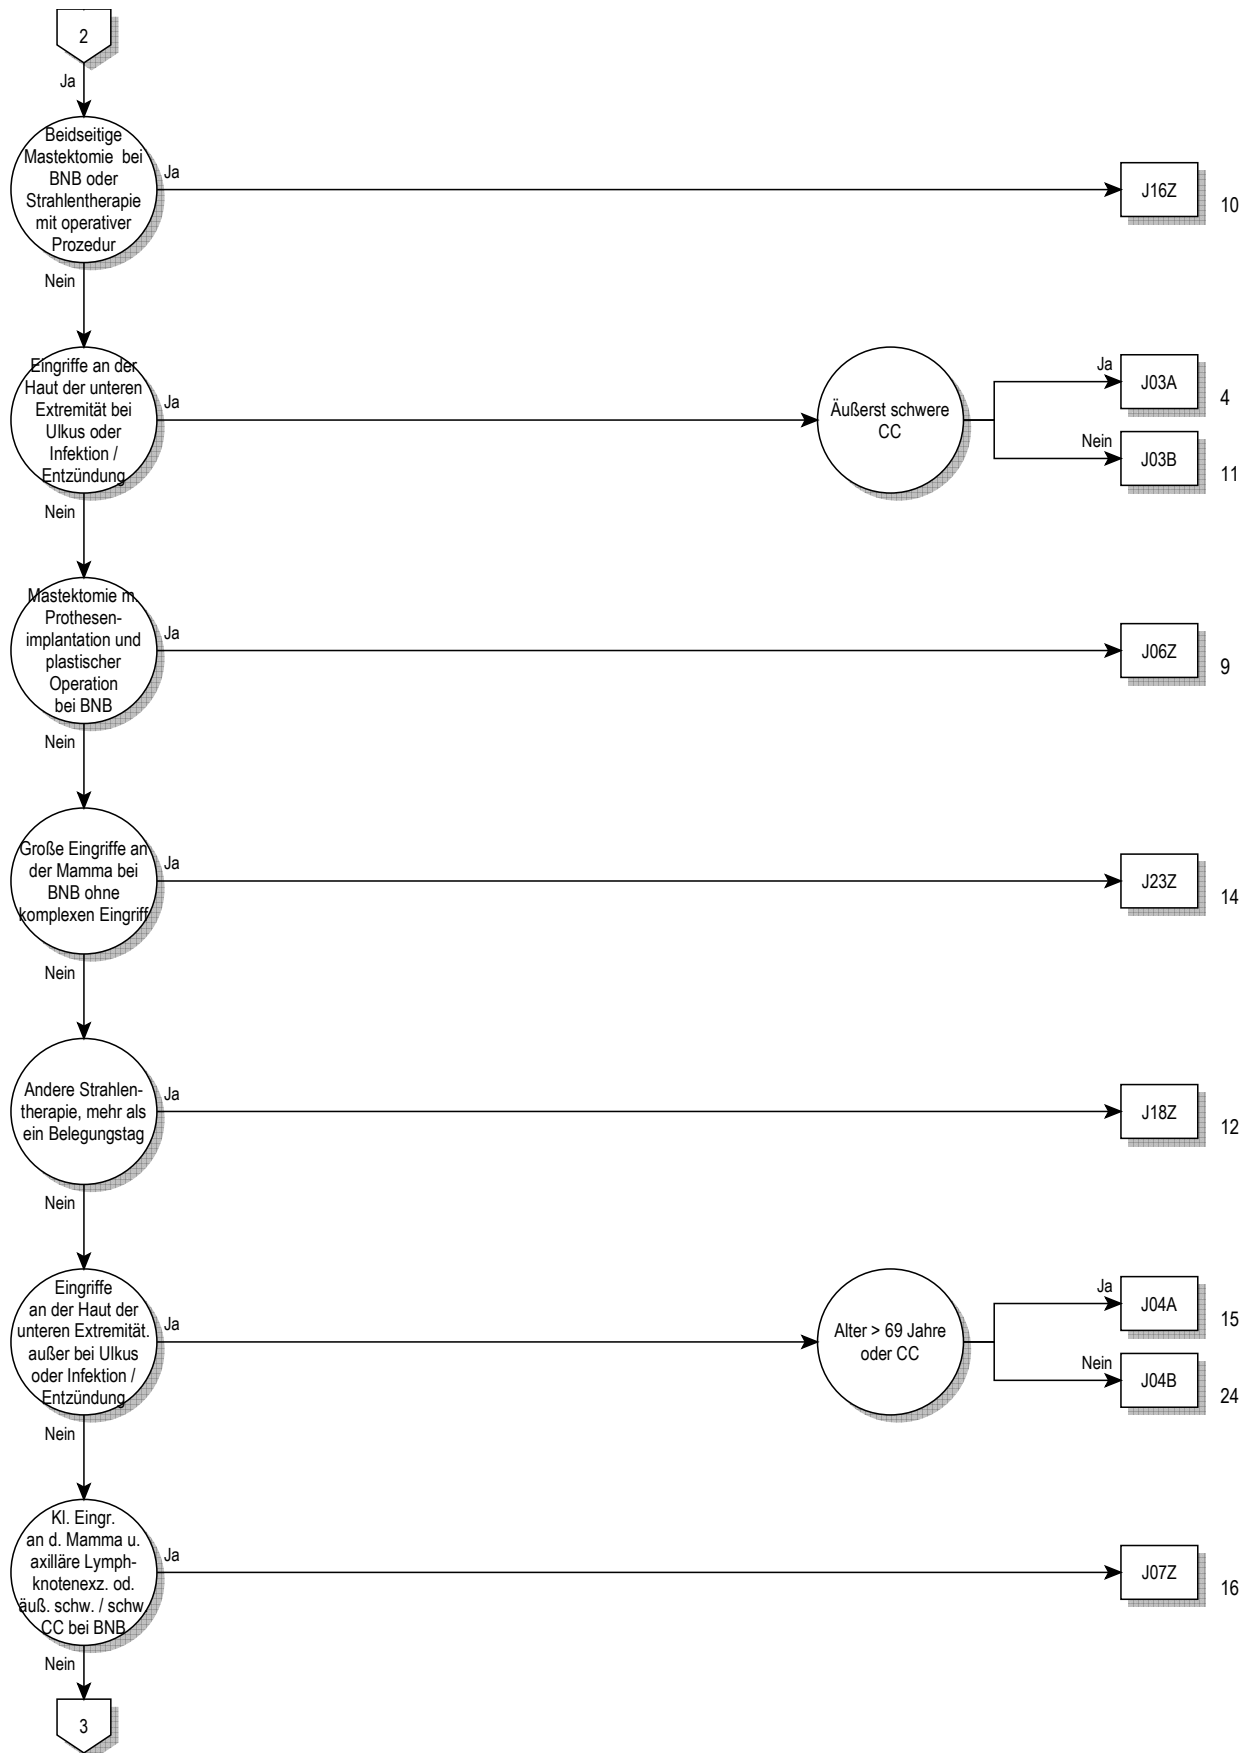 2
Ja
Beidseitige
Mastektomie bei
BNB oder
Strahlentherapie
mit operativer
Prozedur
Ja
J16Z
10
Nein
Eingriffe an der
Haut der unteren
Extremität bei
Ulkus oder
Infektion /
Entzündung
Ja
Äußerst schwere
CC
Ja
J03A
4
Nein
J03B
11
Nein
Mastektomie m.
Prothesen-
implantation und
plastischer
Operation
bei BNB
Ja
J06Z
9
Nein
Große Eingriffe an
der Mamma bei
BNB ohne
komplexen Eingriff
Ja
J23Z
14
Nein
Andere Strahlen-
therapie, mehr als
ein Belegungstag
Ja
J18Z
12
Nein
Eingriffe
an der Haut der
unteren Extremität.
außer bei Ulkus
oder Infektion /
Entzündung
Ja
Alter > 69 Jahre
oder CC
Ja
J04A
15
Nein
J04B
24
Nein
Kl. Eingr.
an d. Mamma u.
axilläre Lymph-
knotenexz. od.
äuß. schw. / schw.
CC bei BNB
Ja
J07Z
16
Nein
3